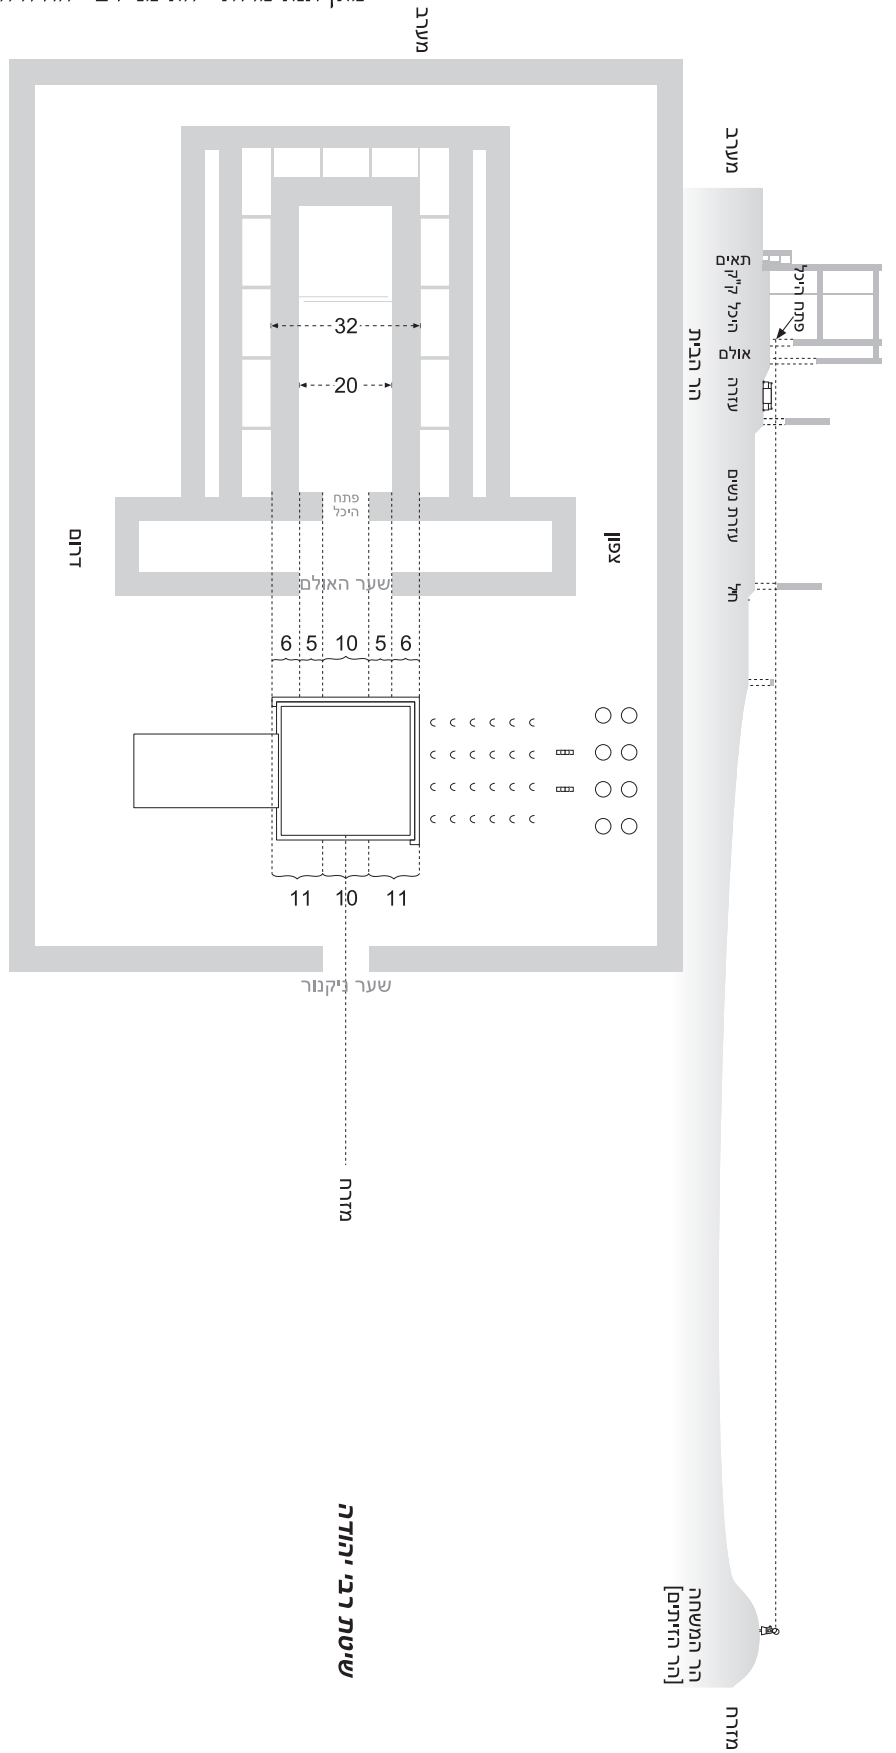 מערב
מערב
תאים
היכל ק"ק
פתח היכל
אולם
עזרה
הר הבית
עזרת נשים
חיל
32
20
פתח
היכל
צפון
דרום
שער האולם
6 5 10 5 6
11 10 11
שער ניקנור
מזרח
שיטת רבי יהודה
הר המשחה
[הר הזיתים]
מזרח